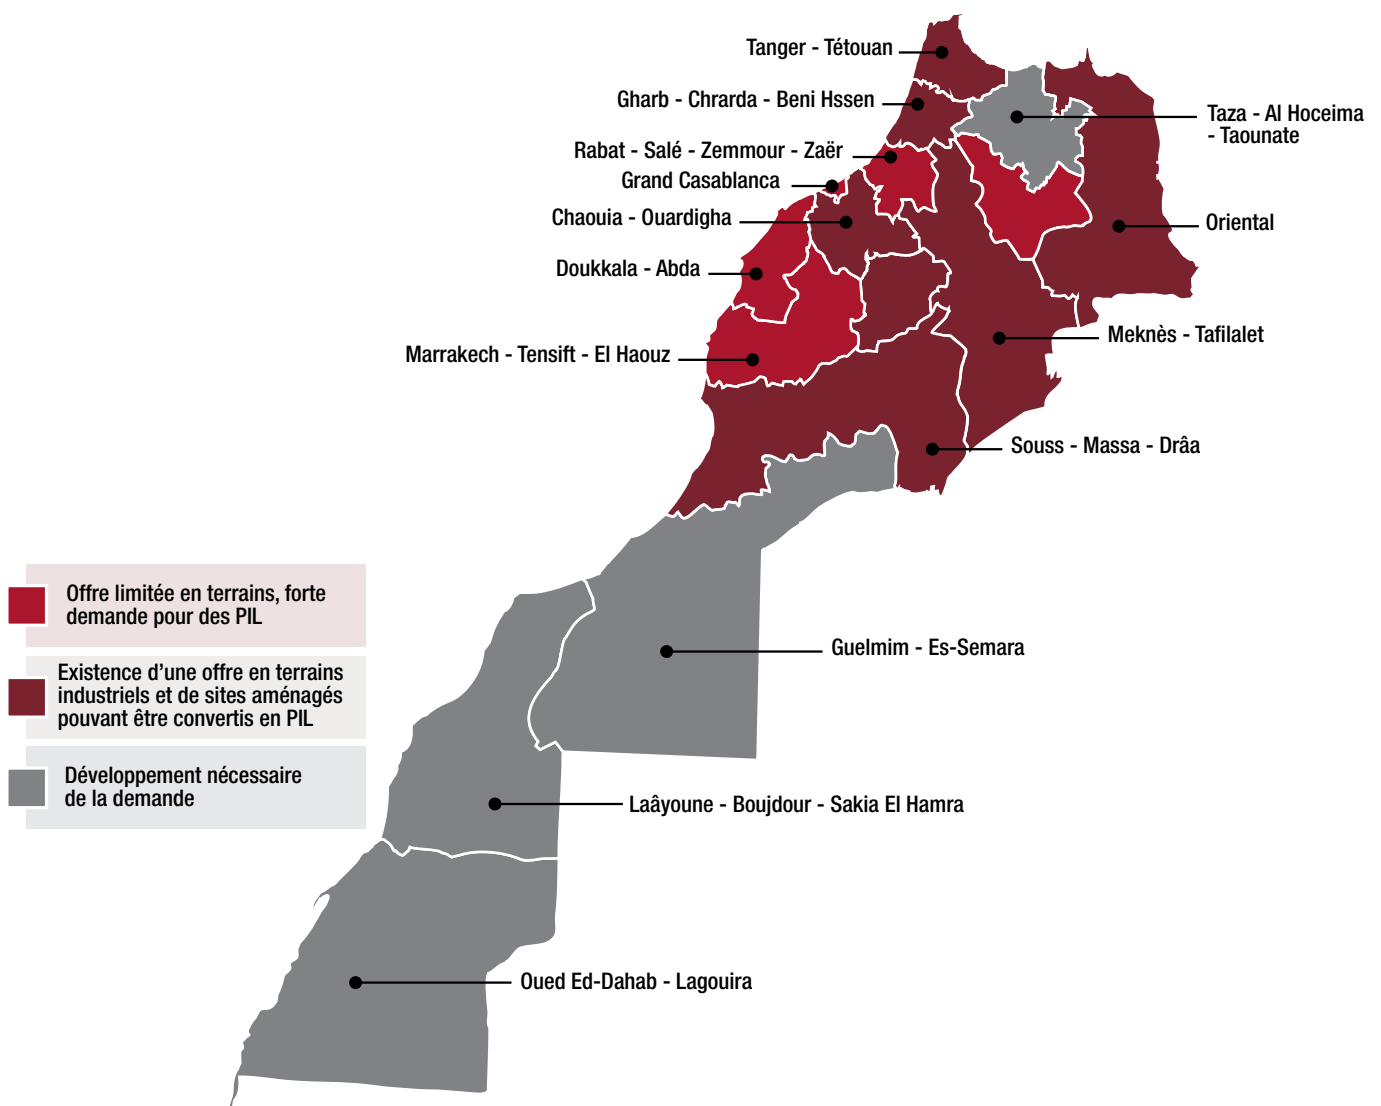 Tanger - Tétouan
Gharb - Chrarda - Beni Hssen
Taza - Al Hoceima
- Taounate
Rabat - Salé - Zemmour - Zaër
Grand Casablanca
Chaouia - Ouardigha
Oriental
Doukkala - Abda
Meknès - Tafilalet
Marrakech - Tensift - El Haouz
Souss - Massa - Drâa
Offre limitée en terrains, forte
demande pour des PIL
Existence d’une offre en terrains
industriels et de sites aménagés
pouvant être convertis en PIL
Développement nécessaire
de la demande
Guelmim - Es-Semara
Laâyoune - Boujdour - Sakia El Hamra
Oued Ed-Dahab - Lagouira